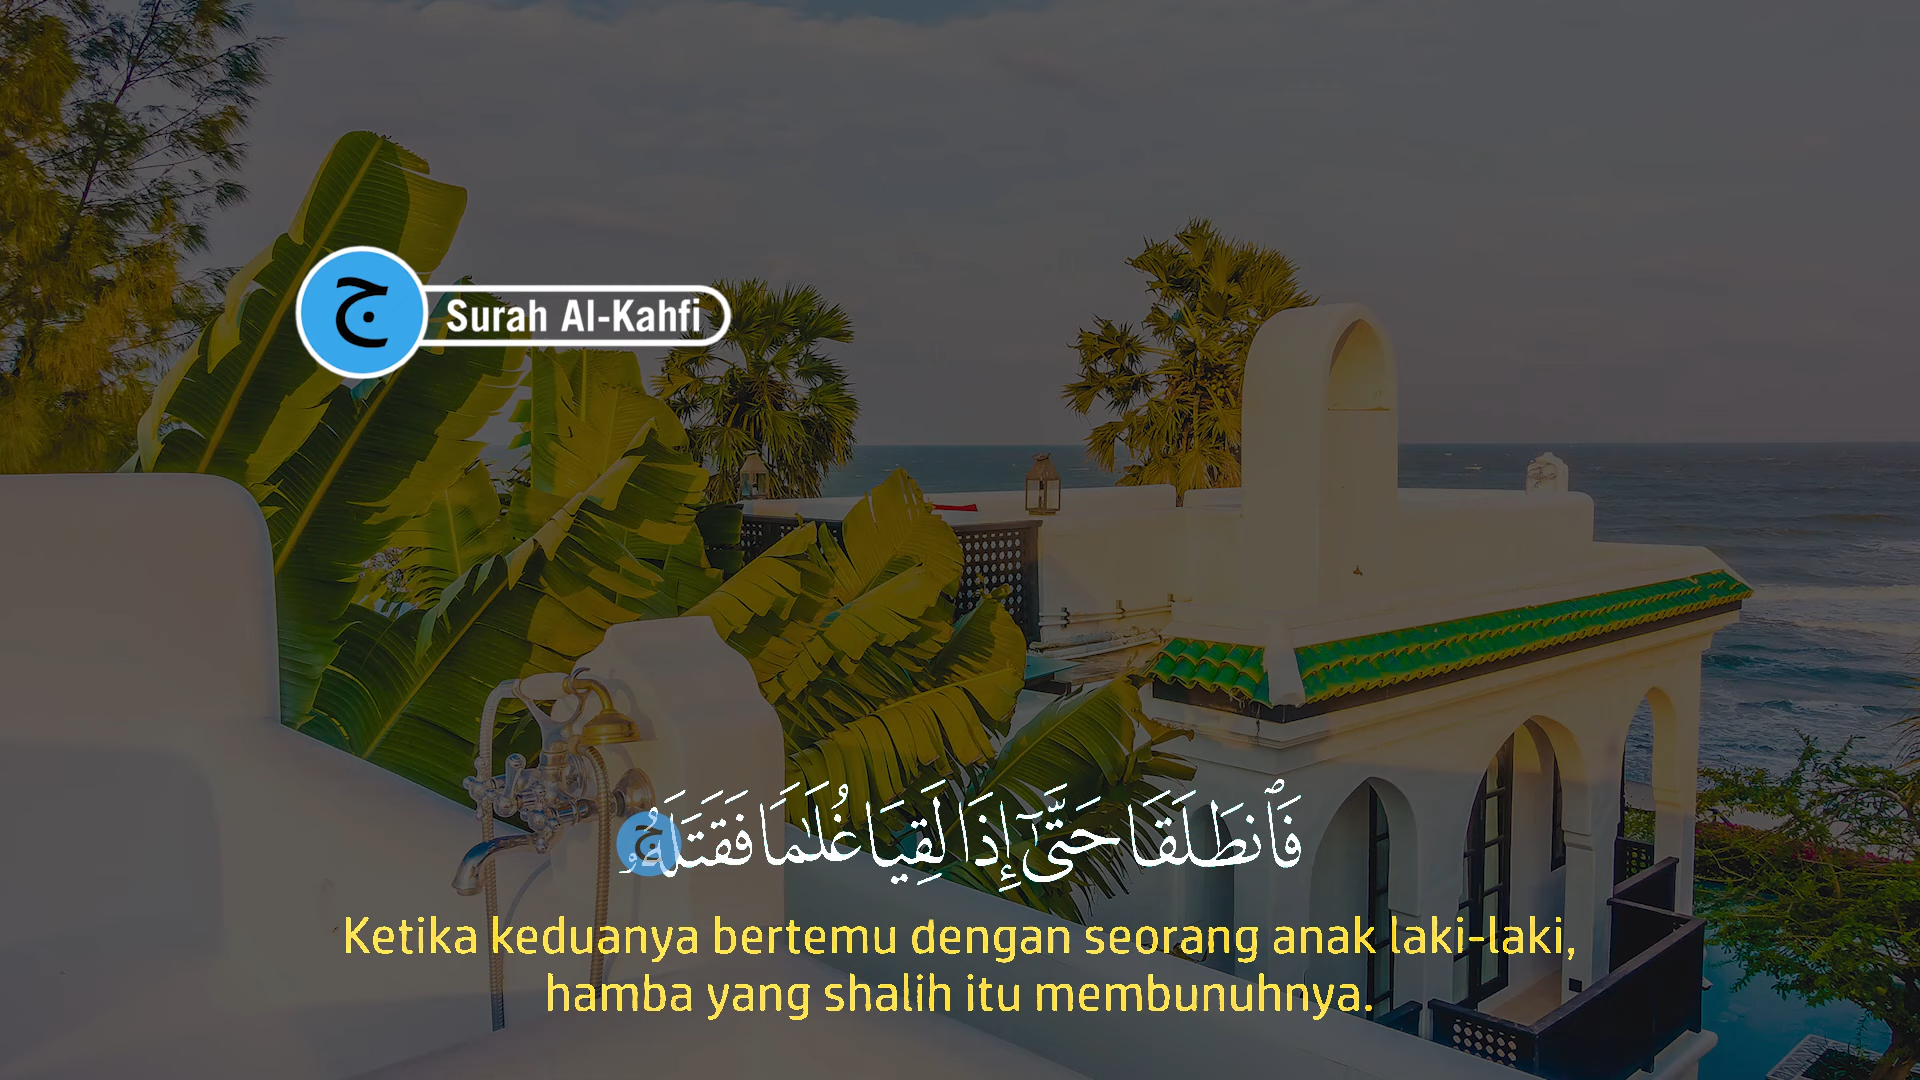 ج
Surah Al-Kahfi
فَٱنطَلَقَا حَتَّىٰٓ إِذَا لَقِيَا غُلَـٰمًا فَقَتَلَهُۥ
ج
Ketika keduanya bertemu dengan seorang anak laki-laki,
hamba yang shalih itu membunuhnya.